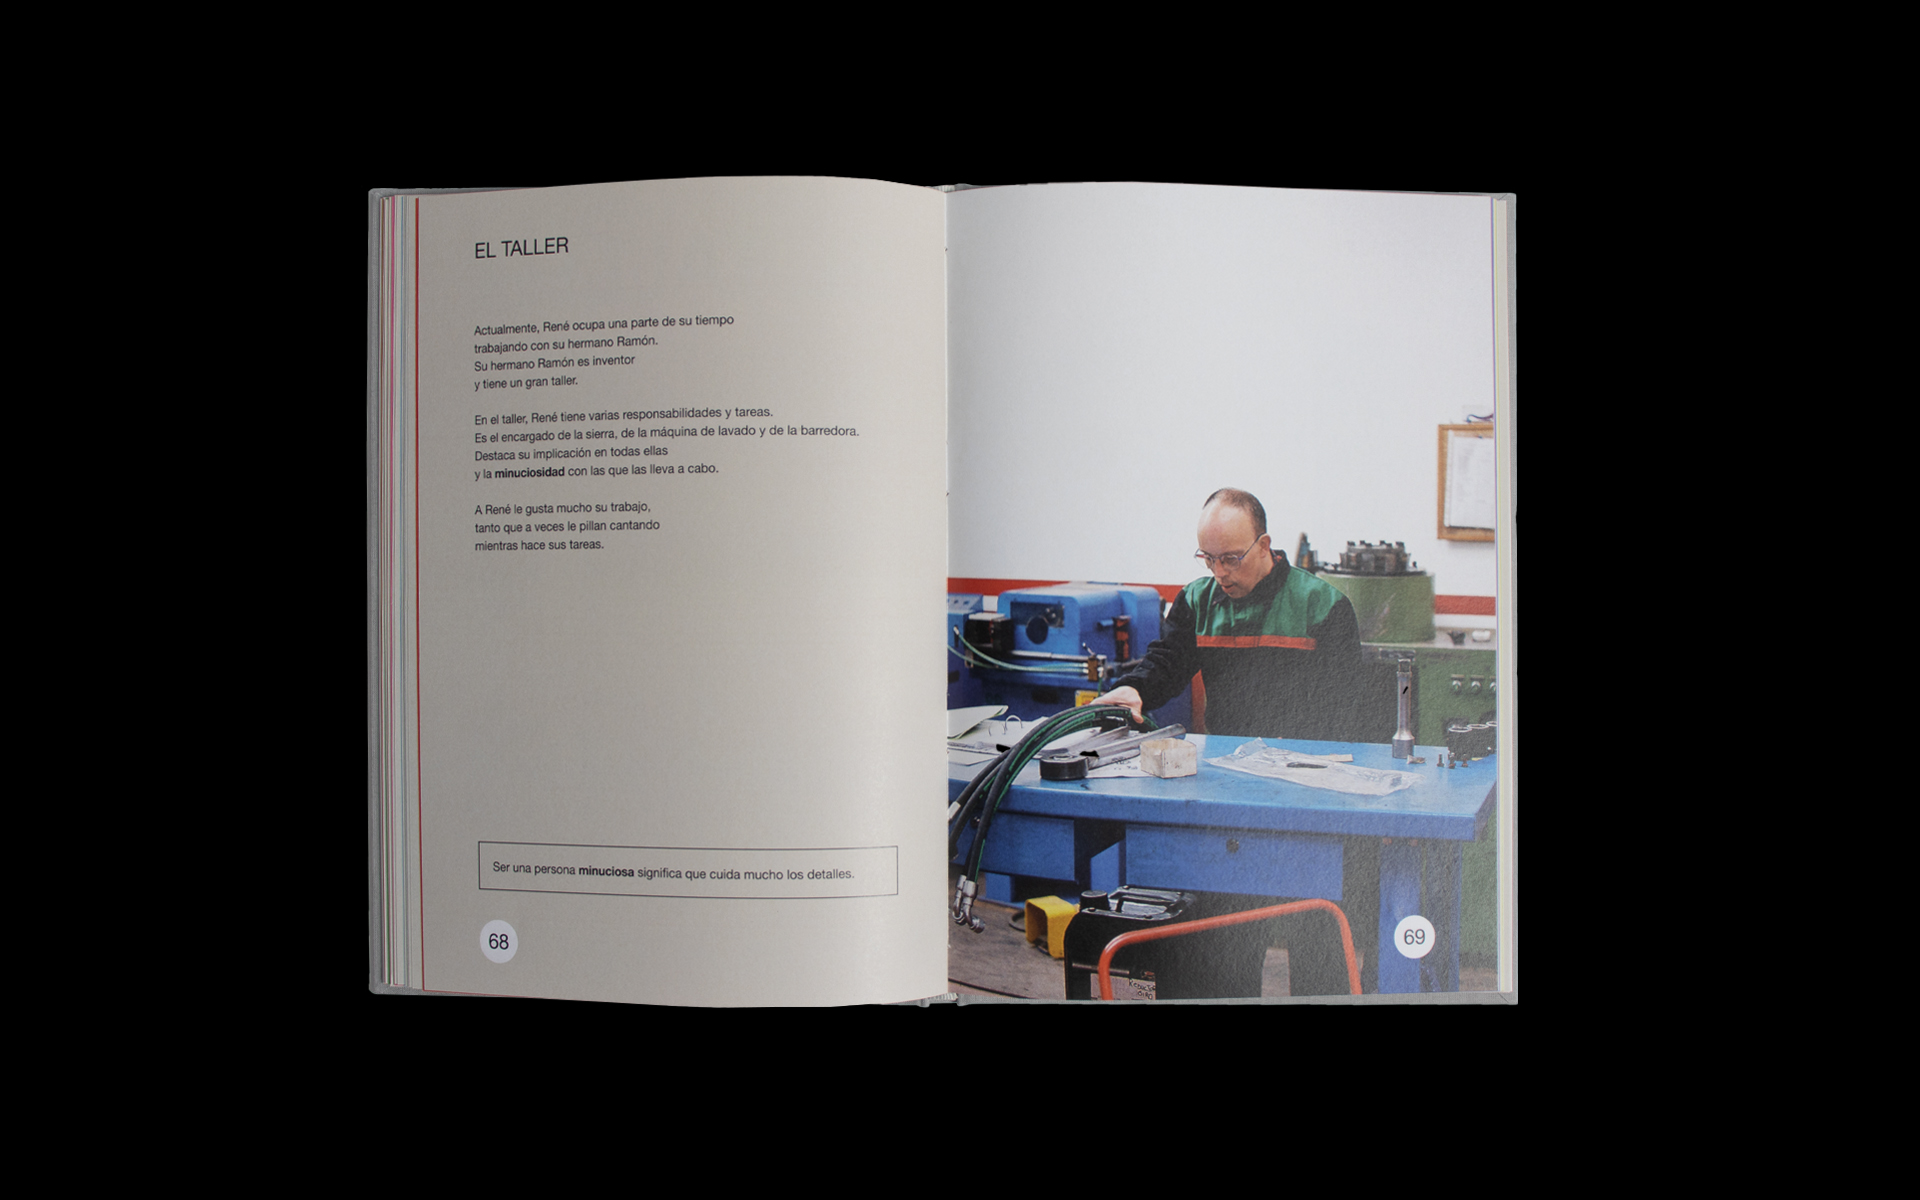 EL TALLER
Actualmente, René ocupa una parte de su tiempo
trabajando con su hermano Ramón.
Su hermano Ramón es inventor
y tiene un gran taller.
En el taller, René tiene varias responsabilidades y tareas.
Es el encargado de la sierra, de la máquina de lavado y de la barredora.
Destaca su implicación en todas ellas
y la minuciosidad con las que las lleva a cabo.
A René le gusta mucho su trabajo,
tanto que a veces le pillan cantando
mientras hace sus tareas.
Ser una persona minuciosa significa que cuida mucho los detalles.
68
69